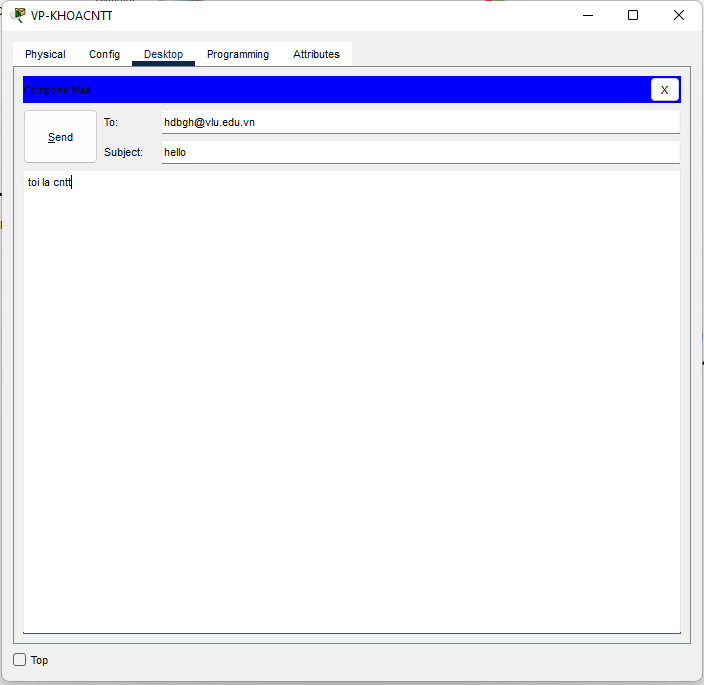 VP-KHOACNTT
Physical Config Desktop Programming Attributes
Compose Mail X
Send
To: hdbgh@vlu.edu.vn
Subject: hello
toi la cntt
Top